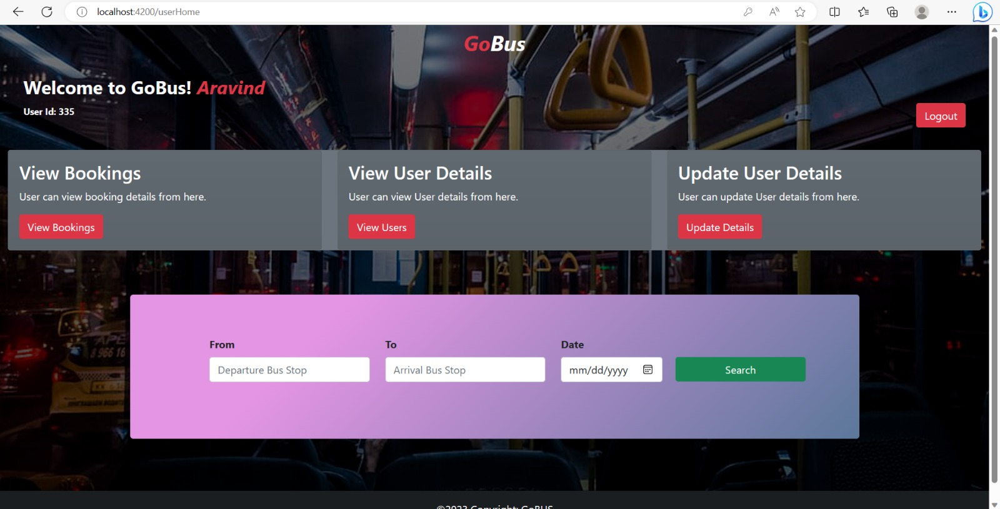 localhost:4200/userHome
GoBus
Welcome to GoBus! Aravind
User Id: 335
Logout
View Bookings
User can view booking details from here.
View Bookings
View User Details
User can view User details from here.
View Users
Update User Details
User can update User details from here.
Update Details
From
To
Date
Departure Bus Stop
Arrival Bus Stop
mm/dd/yyyy
Search
©2023 Copyright: GoBUS